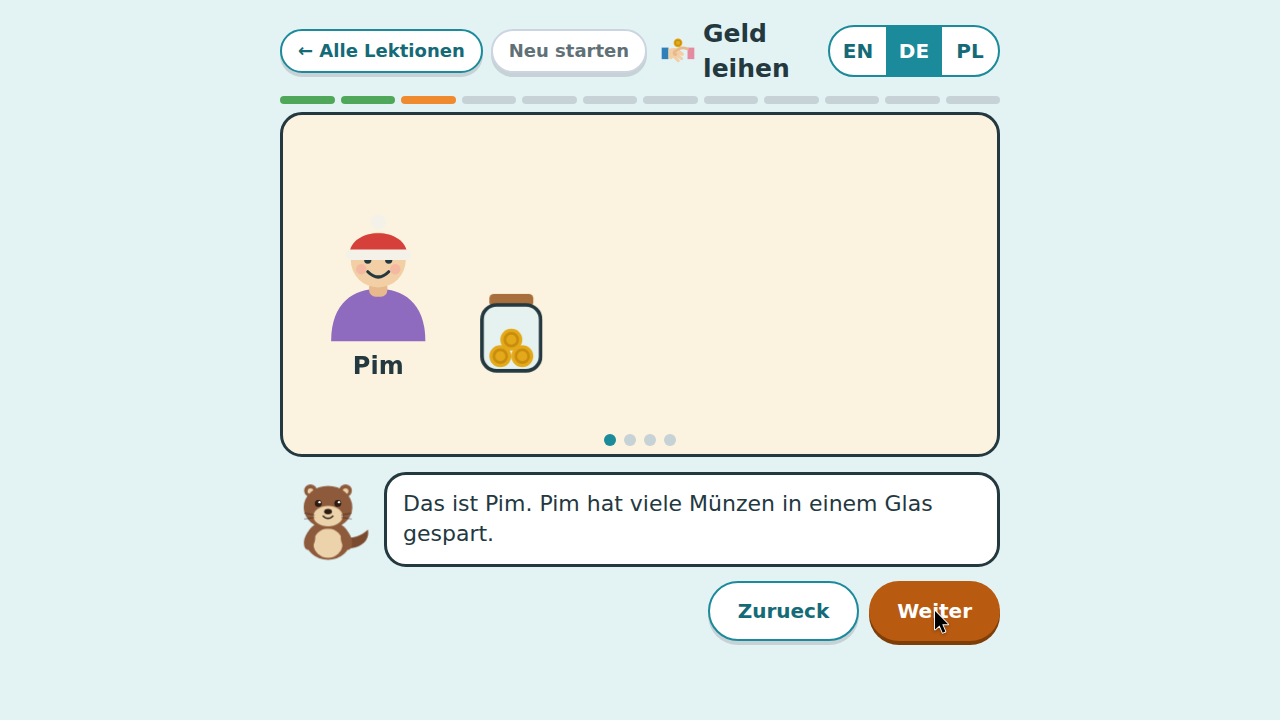 ← Alle Lektionen
Neu starten
Geld
leihen
EN DE PL
Pim
Das ist Pim. Pim hat viele Münzen in einem Glas
gespart.
Zurueck
Weiter